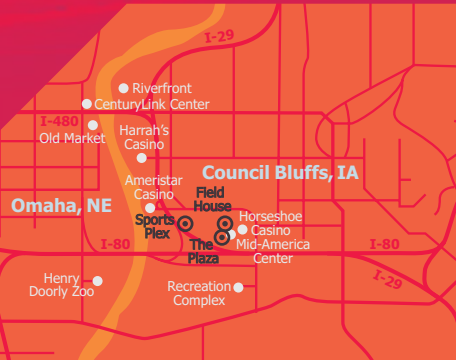 I-29
Riverfront
CenturyLink Center
I-480
Old Market
Harrah's
Casino
Council Bluffs, IA
Ameristar
Casino
Field
House
Omaha, NE
Sports
Plex
Horseshoe
Casino
The
Plaza
Mid-America
Center
I-80
I-80
Henry
Doorly Zoo
Recreation
Complex
I-29